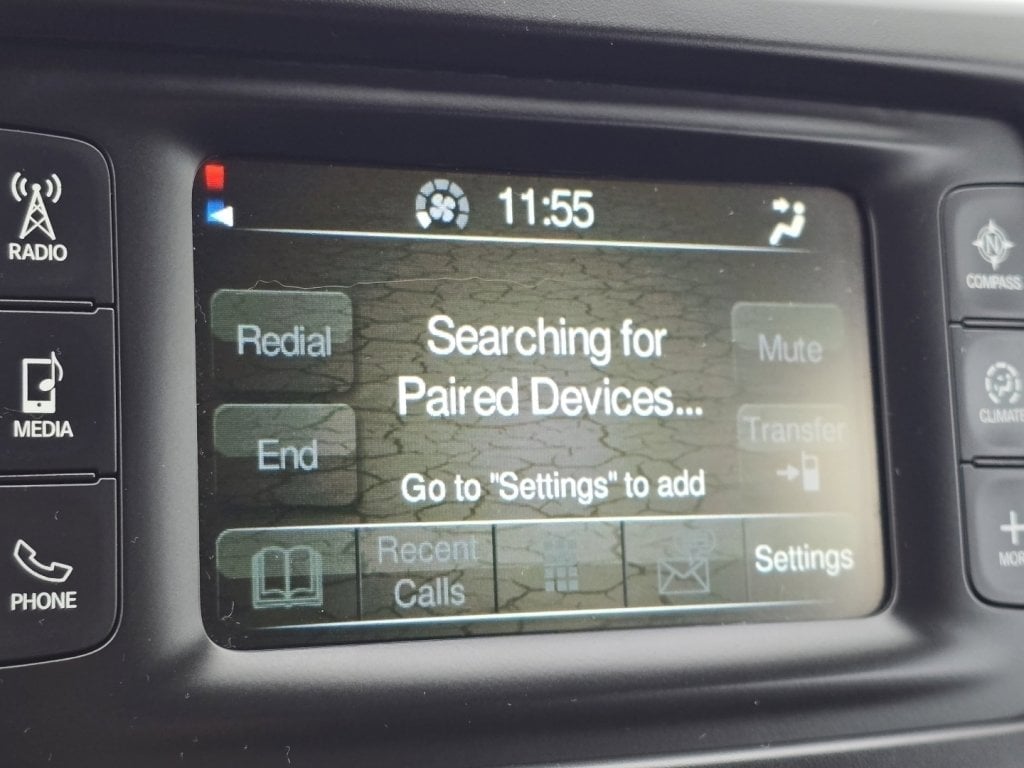 11:55
RADIO
MEDIA
PHONE
Redial
End
Searching for
Paired Devices...
Go to "Settings" to add
Mute
Transfer
Recent
Calls
Settings
N
COMPASS
CLIMATE
MOR